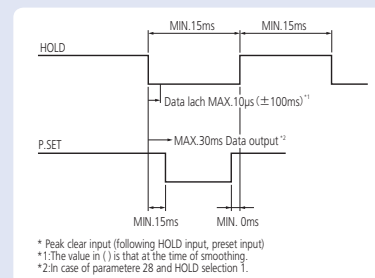 MIN.15ms MIN.15ms
HOLD
Data lach MAX.10μs (±100ms) *1
P.SET
MAX.30ms Data output *2
MIN.15ms MIN. 0ms
* Peak clear input (following HOLD input, preset input)
*1:The value in ( ) is that at the time of smoothing.
*2:In case of parametere 28 and HOLD selection 1.